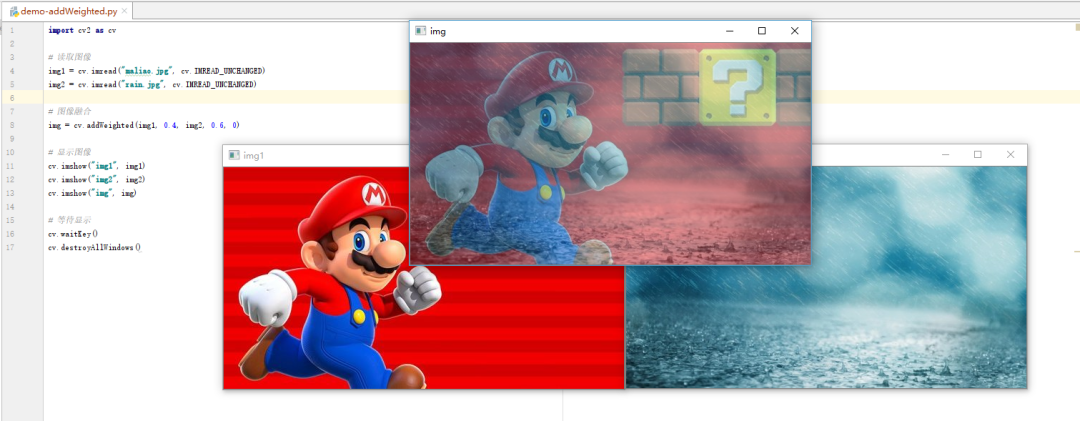 demo-addWeighted.py
1 import cv2 as cv
2
3 # 读取图像
4 img1 = cv.imread("maliao.jpg", cv.IMREAD_UNCHANGED)
5 img2 = cv.imread("rain.jpg", cv.IMREAD_UNCHANGED)
6
7 # 图像融合
8 img = cv.addWeighted(img1, 0.4, img2, 0.6, 0)
9
10 # 显示图像
11 cv.imshow("img1", img1)
12 cv.imshow("img2", img2)
13 cv.imshow("img", img)
14
15 # 等待显示
16 cv.waitKey()
17 cv.destroyAllWindows()
img
M
?
img1
M